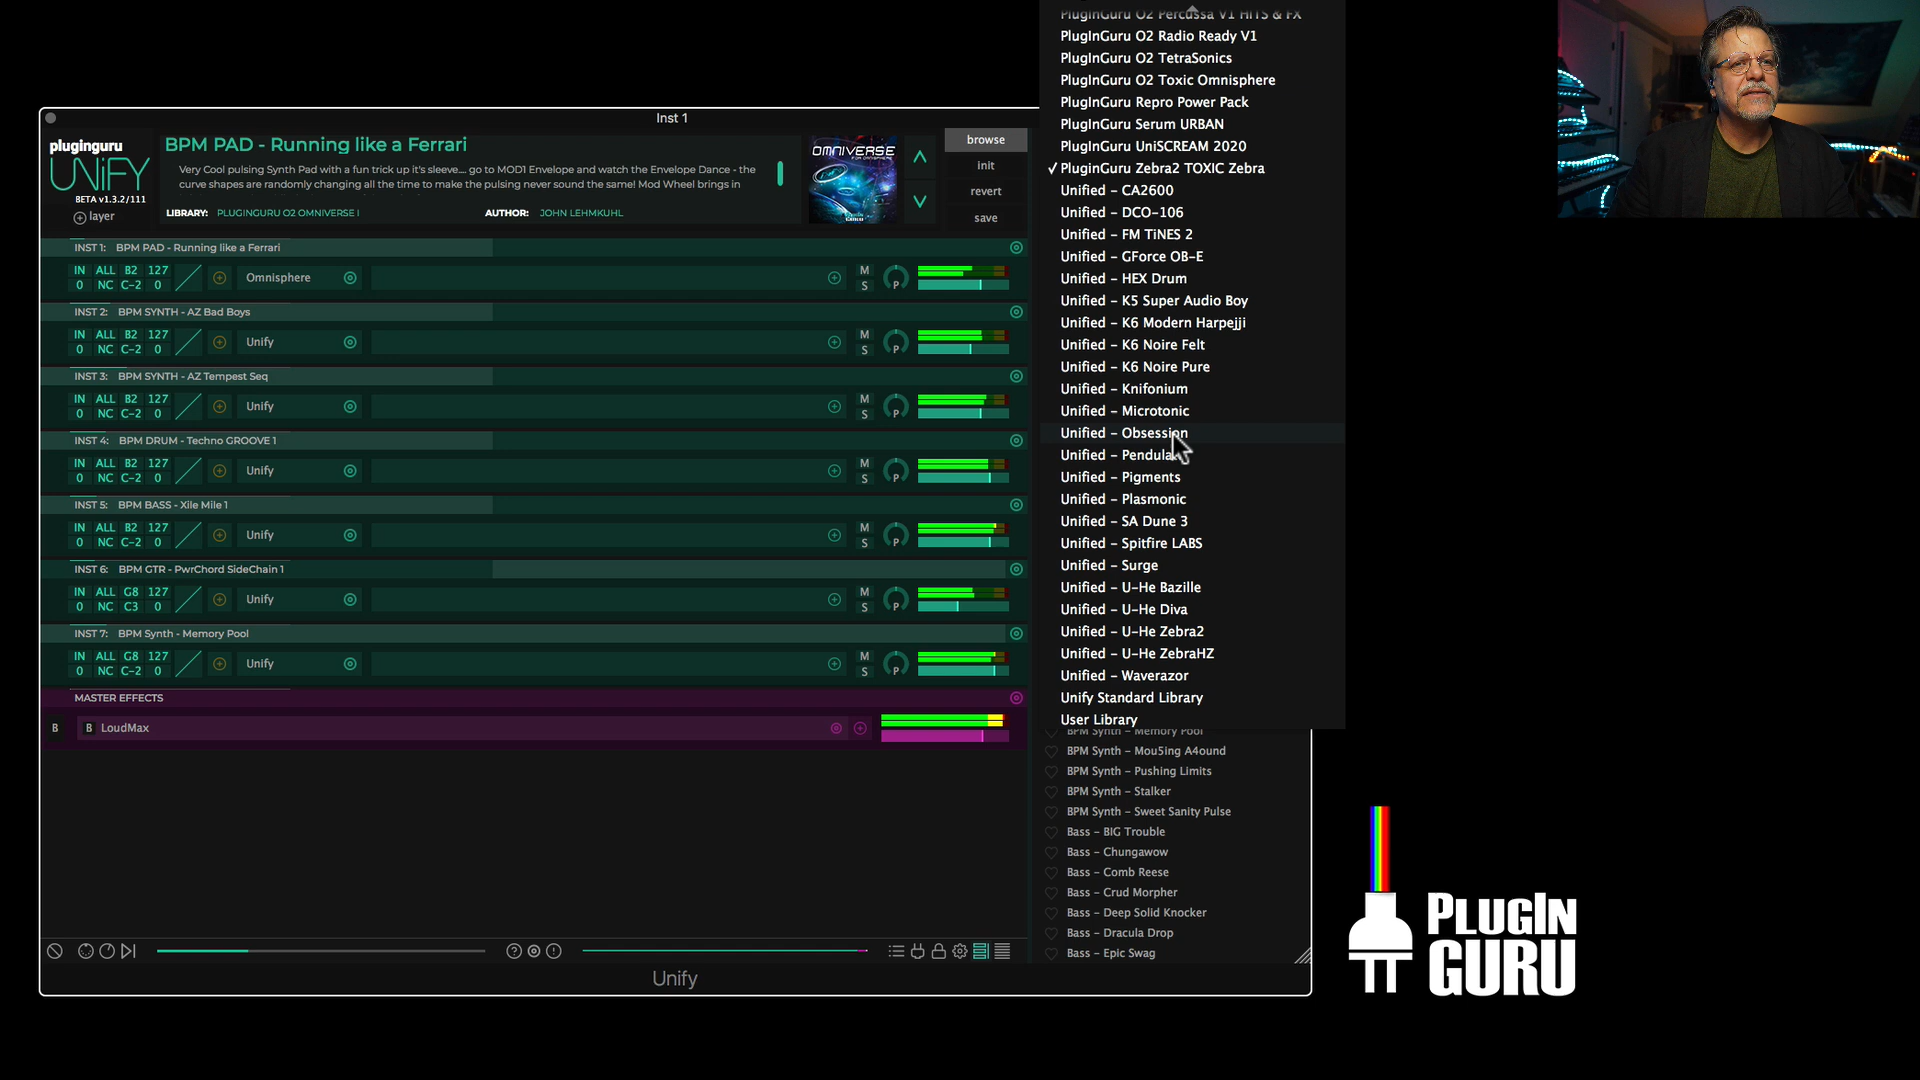 PlugInGuru O2 Percussa V1 HITS & FX
PlugInGuru O2 Radio Ready V1
PlugInGuru O2 TetraSonics
PlugInGuru O2 Toxic Omnisphere
PlugInGuru Repro Power Pack
PlugInGuru Serum URBAN
PlugInGuru UniSCREAM 2020
✓ PlugInGuru Zebra2 TOXIC Zebra
Unified – CA2600
Unified – DCO-106
Unified – FM TiNES 2
Unified – GForce OB-E
Unified – HEX Drum
Unified – K5 Super Audio Boy
Unified – K6 Modern Harpejji
Unified – K6 Noire Felt
Unified – K6 Noire Pure
Unified – Knifonium
Unified – Microtonic
Unified – Obsession
Unified – Pendula
Unified – Pigments
Unified – Plasmonic
Unified – SA Dune 3
Unified – Spitfire LABS
Unified – Surge
Unified – U-He Bazille
Unified – U-He Diva
Unified – U-He Zebra2
Unified – U-He ZebraHZ
Unified – Waverazor
Unify Standard Library
User Library
BPM Synth – Memory Pool
BPM Synth – Mou5ing A4ound
BPM Synth – Pushing Limits
BPM Synth – Stalker
BPM Synth – Sweet Sanity Pulse
Bass – BIG Trouble
Bass – Chungawow
Bass – Comb Reese
Bass – Crud Morpher
Bass – Deep Solid Knocker
Bass – Dracula Drop
Bass – Epic Swag
Inst 1
pluginguru
UNiFY
BETA v1.3.2/111
layer
BPM PAD - Running like a Ferrari
Very Cool pulsing Synth Pad with a fun trick up it's sleeve.... go to MOD1 Envelope and watch the Envelope Dance - the
curve shapes are randomly changing all the time to make the pulsing never sound the same! Mod Wheel brings in
LIBRARY: PLUGINGURU O2 OMNIVERSE I AUTHOR: JOHN LEHMKUHL
OMNIVERSE
FOR OMNISPHERE
browse
init
revert
save
INST 1: BPM PAD - Running like a Ferrari
IN ALL B2 127
0 NC C-2 0
Omnisphere
M
S
P
INST 2: BPM SYNTH - AZ Bad Boys
IN ALL B2 127
0 NC C-2 0
Unify
M
S
P
INST 3: BPM SYNTH - AZ Tempest Seq
IN ALL B2 127
0 NC C-2 0
Unify
M
S
P
INST 4: BPM DRUM - Techno GROOVE 1
IN ALL B2 127
0 NC C-2 0
Unify
M
S
P
INST 5: BPM BASS - Xile Mile 1
IN ALL B2 127
0 NC C-2 0
Unify
M
S
P
INST 6: BPM GTR - PwrChord SideChain 1
IN ALL G8 127
0 NC C3 0
Unify
M
S
P
INST 7: BPM Synth - Memory Pool
IN ALL G8 127
0 NC C-2 0
Unify
M
S
P
MASTER EFFECTS
B B LoudMax
Unify
PLUGIN
GURU